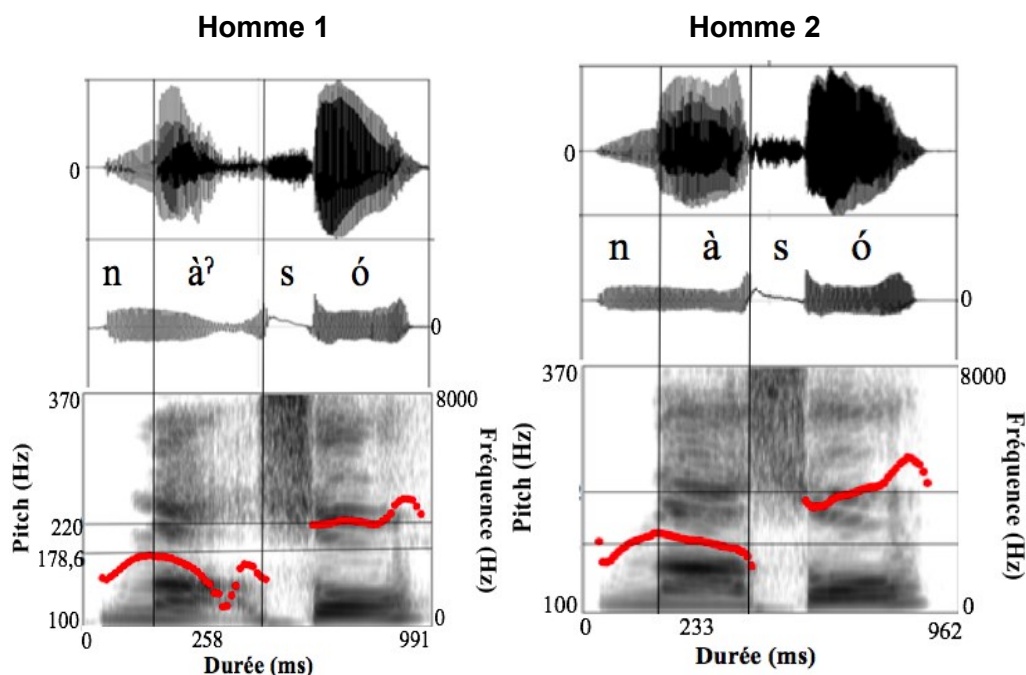 Homme 1
Homme 2
0
n àˀ s ó
0
370
220
178,6
100
Pitch (Hz)
8000
0
Fréquence (Hz)
0 258 991
Durée (ms)
0
n à s ó
0
370
100
Pitch (Hz)
8000
0
Fréquence (Hz)
0 233 962
Durée (ms)